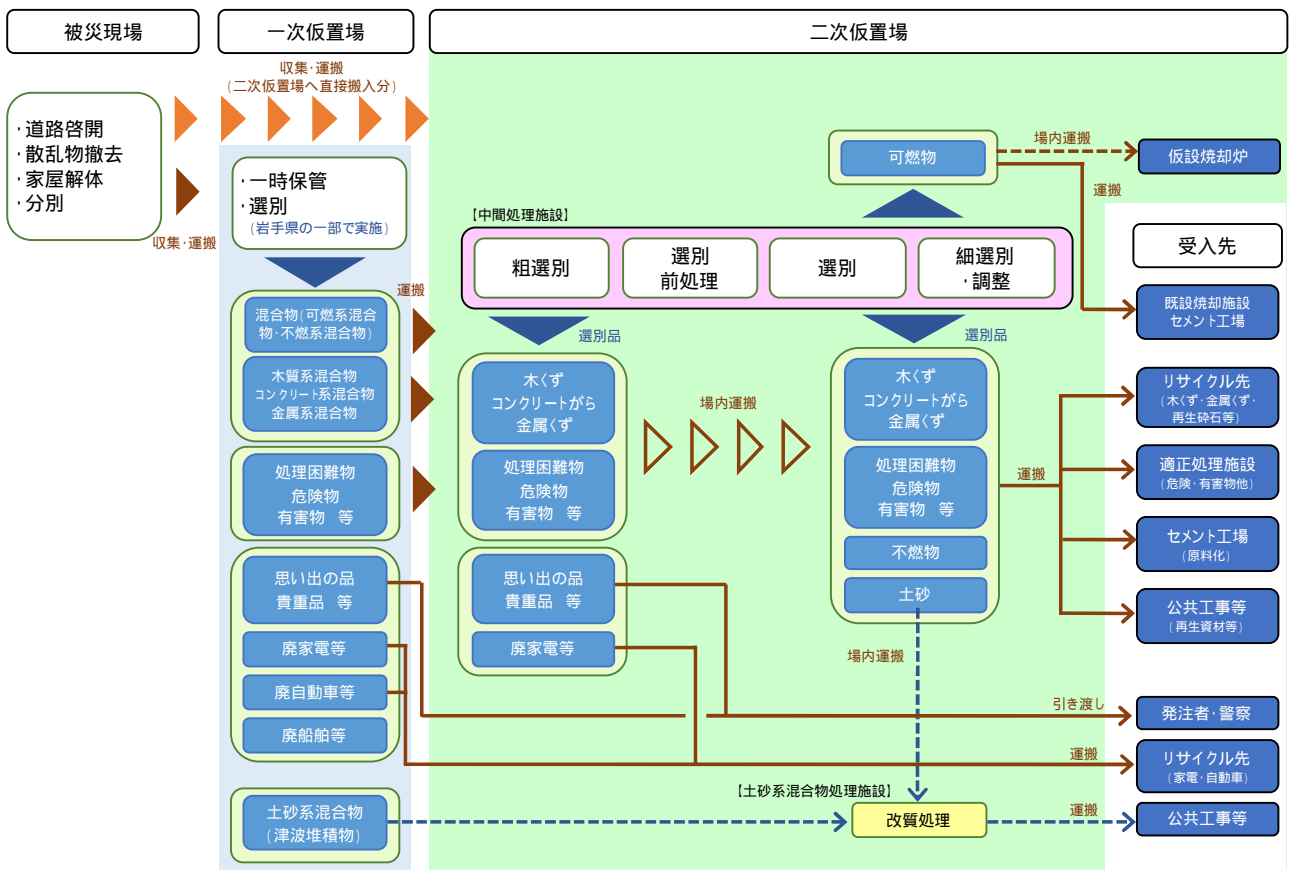 被災現場
一次仮置場
二次仮置場
収集・運搬
(二次仮置場へ直接搬入分)
・道路啓開
・散乱物撤去
・家屋解体
・分別
収集・運搬
・一時保管
・選別
(岩手県の一部で実施)
運搬
混合物(可燃系混合
物・不燃系混合物)
木質系混合物
コンクリート系混合物
金属系混合物
処理困難物
危険物
有害物 等
思い出の品
貴重品 等
廃家電等
廃自動車等
廃船舶等
土砂系混合物
(津波堆積物)
可燃物
場内運搬
仮設焼却炉
運搬
【中間処理施設】
粗選別
選別
前処理
選別
細選別
・調整
選別品
選別品
木くず
コンクリートがら
金属くず
処理困難物
危険物
有害物 等
思い出の品
貴重品 等
廃家電等
場内運搬
木くず
コンクリートがら
金属くず
処理困難物
危険物
有害物 等
不燃物
土砂
運搬
場内運搬
【土砂系混合物処理施設】
改質処理
受入先
既設焼却施設
セメント工場
リサイクル先
(木くず・金属くず・
再生砕石等)
適正処理施設
(危険・有害物他)
セメント工場
(原料化)
公共工事等
(再生資材等)
引き渡し
発注者・警察
運搬
リサイクル先
(家電・自動車)
運搬
公共工事等